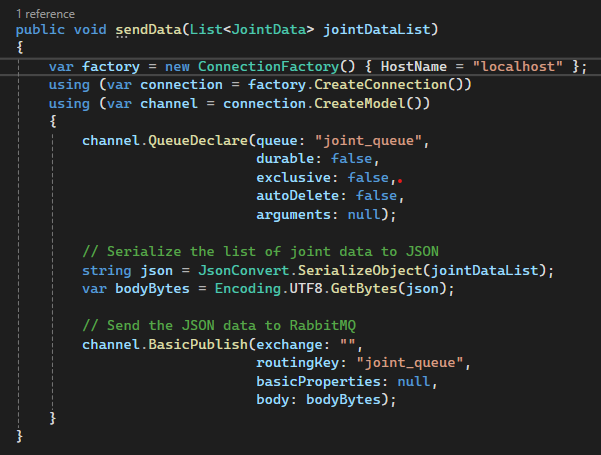 1 reference
public void sendData(List<JointData> jointDataList)
{
    var factory = new ConnectionFactory() { HostName = "localhost" };
    using (var connection = factory.CreateConnection())
    using (var channel = connection.CreateModel())
    {
        channel.QueueDeclare(queue: "joint_queue",
                             durable: false,
                             exclusive: false,
                             autoDelete: false,
                             arguments: null);

        // Serialize the list of joint data to JSON
        string json = JsonConvert.SerializeObject(jointDataList);
        var bodyBytes = Encoding.UTF8.GetBytes(json);

        // Send the JSON data to RabbitMQ
        channel.BasicPublish(exchange: "",
                             routingKey: "joint_queue",
                             basicProperties: null,
                             body: bodyBytes);
    }
}